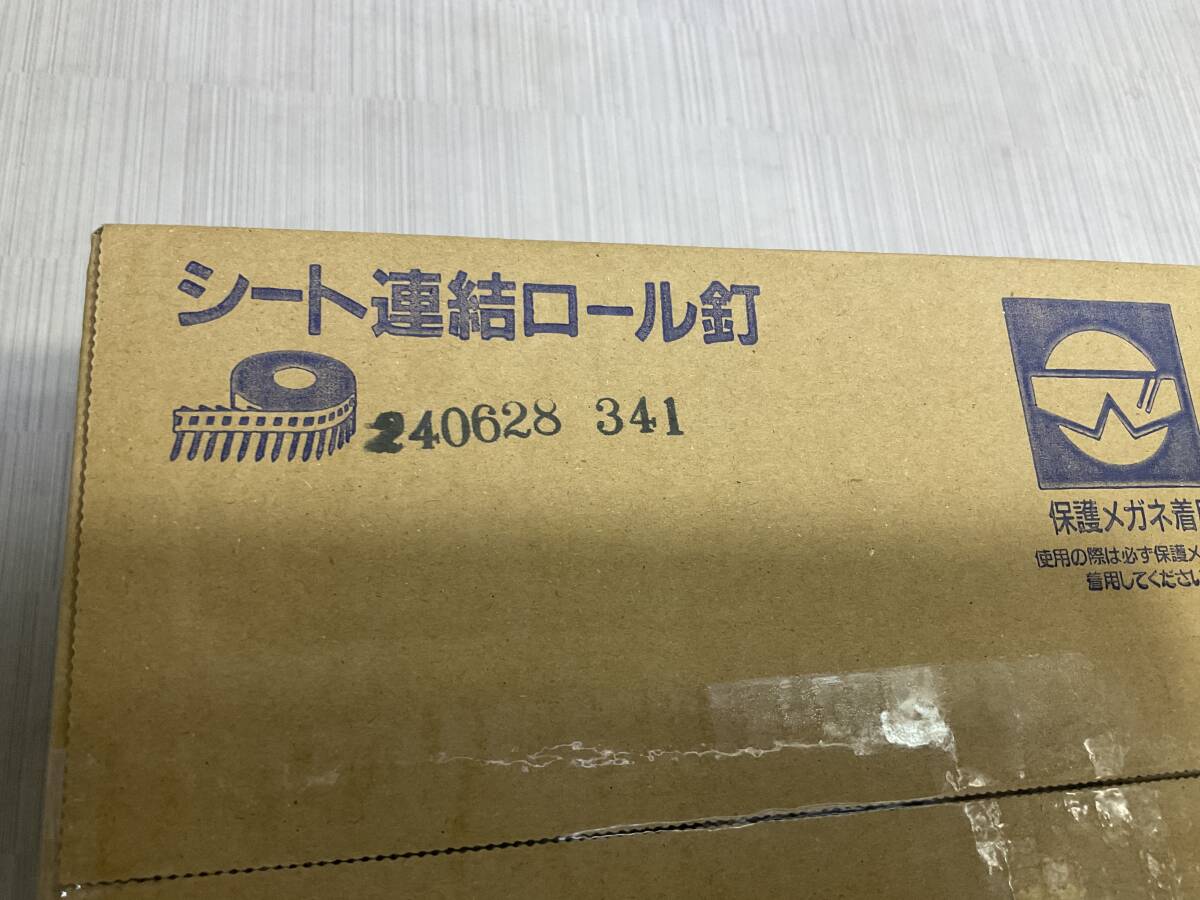 シート連結ロール釘
240628 341
保護メガネ着
使用の際は必ず保護メ
着用してください